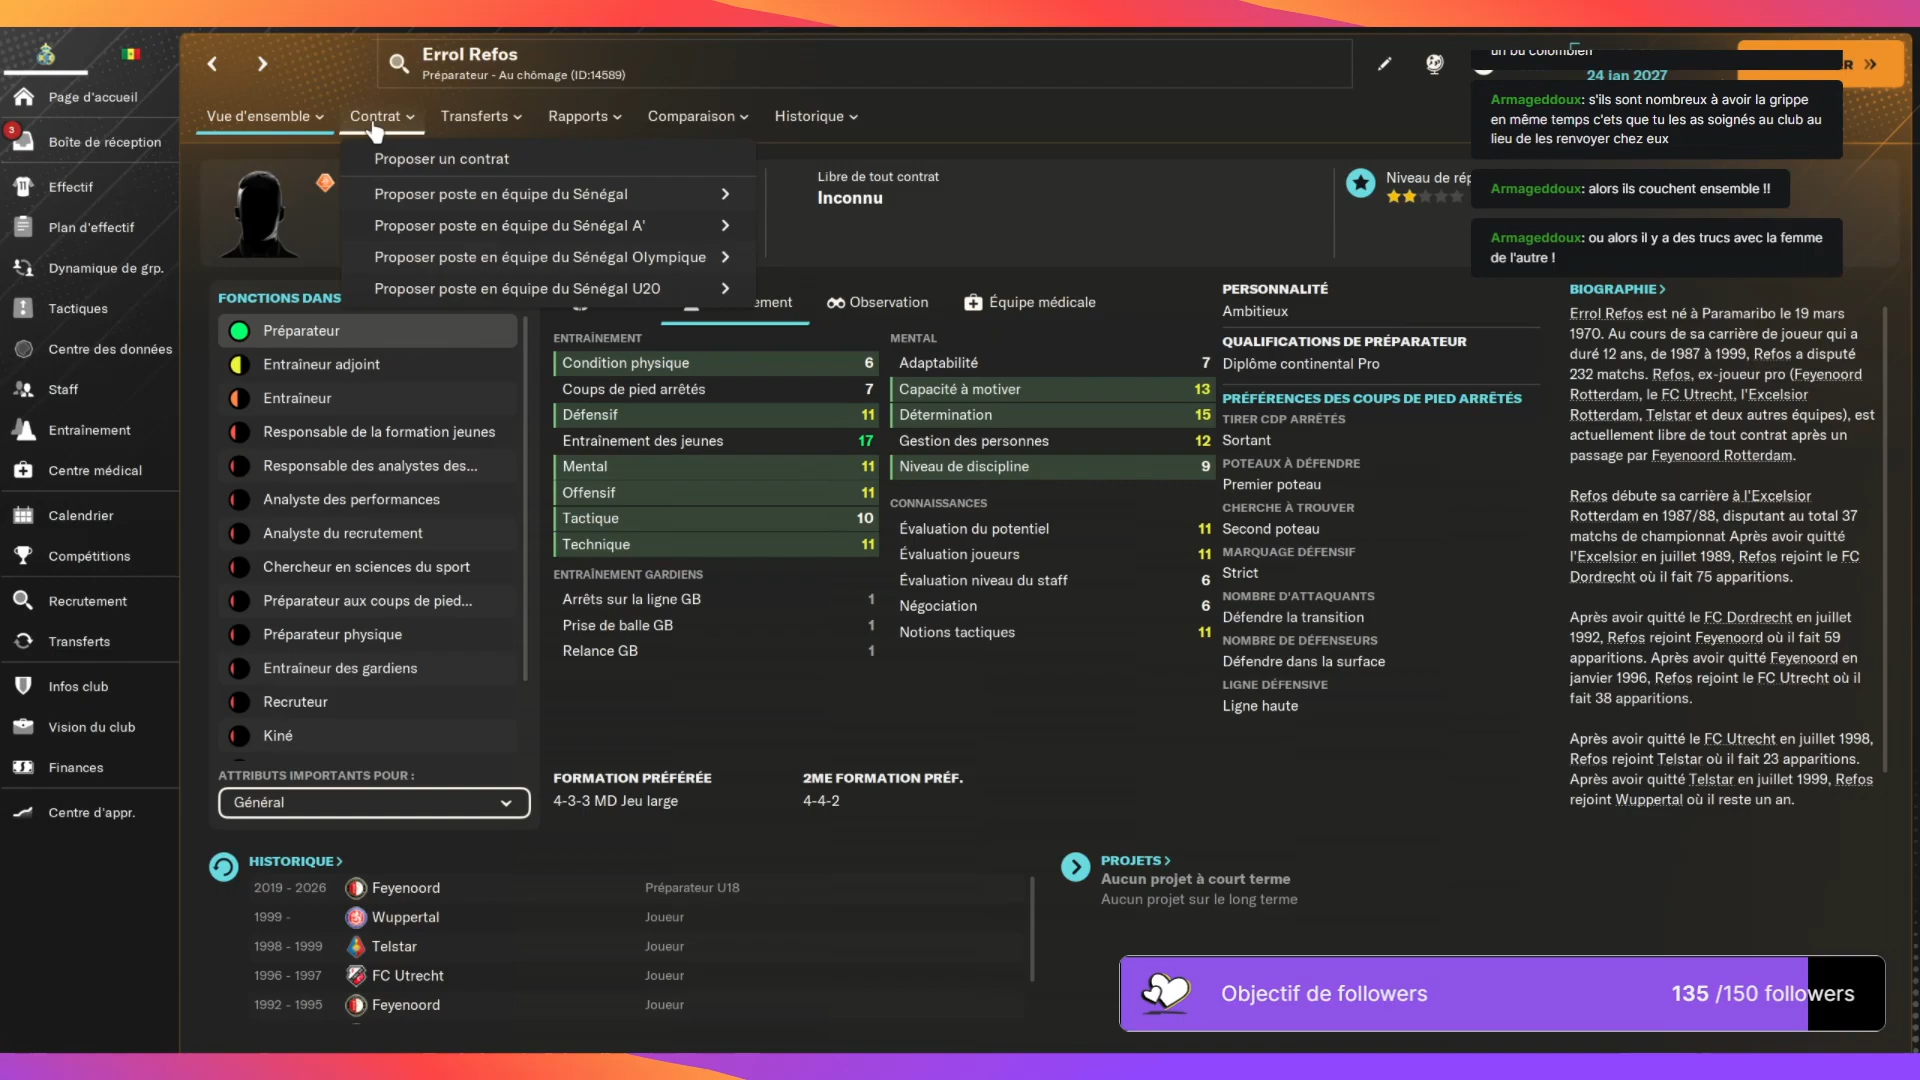 Errol Refos
Préparateur - Au chômage (ID:14589)
24 jan 2027
Page d'accueil
3
Boîte de réception
Effectif
Plan d'effectif
Dynamique de grp.
Tactiques
Centre des données
Staff
Entraînement
Centre médical
Calendrier
Compétitions
Recrutement
Transferts
Infos club
Vision du club
Finances
Centre d'appr.
Vue d'ensemble
Contrat
Transferts
Rapports
Comparaison
Historique
Proposer un contrat
Proposer poste en équipe du Sénégal
Proposer poste en équipe du Sénégal A'
Proposer poste en équipe du Sénégal Olympique
Proposer poste en équipe du Sénégal U20
Libre de tout contrat
Inconnu
Niveau de rép
un bu colombien
Armageddoux: s'ils sont nombreux à avoir la grippe
en même temps c'ets que tu les as soignés au club au
lieu de les renvoyer chez eux
Armageddoux: alors ils couchent ensemble !!
Armageddoux: ou alors il y a des trucs avec la femme
de l'autre !
FONCTIONS DANS
Préparateur
Entraîneur adjoint
Entraîneur
Responsable de la formation jeunes
Responsable des analystes des...
Analyste des performances
Analyste du recrutement
Chercheur en sciences du sport
Préparateur aux coups de pied...
Préparateur physique
Entraîneur des gardiens
Recruteur
Kiné
ATTRIBUTS IMPORTANTS POUR :
Général
ement
Observation
Équipe médicale
ENTRAÎNEMENT
Condition physique 6
Coups de pied arrêtés 7
Défensif 11
Entraînement des jeunes 17
Mental 11
Offensif 11
Tactique 10
Technique 11
ENTRAÎNEMENT GARDIENS
Arrêts sur la ligne GB 1
Prise de balle GB 1
Relance GB 1
MENTAL
Adaptabilité 7
Capacité à motiver 13
Détermination 15
Gestion des personnes 12
Niveau de discipline 9
CONNAISSANCES
Évaluation du potentiel 11
Évaluation joueurs 11
Évaluation niveau du staff 6
Négociation 6
Notions tactiques 11
FORMATION PRÉFÉRÉE
4-3-3 MD Jeu large
2ME FORMATION PRÉF.
4-4-2
PERSONNALITÉ
Ambitieux
QUALIFICATIONS DE PRÉPARATEUR
Diplôme continental Pro
PRÉFÉRENCES DES COUPS DE PIED ARRÊTÉS
TIRER CDP ARRÊTÉS
Sortant
POTEAUX À DÉFENDRE
Premier poteau
CHERCHE À TROUVER
Second poteau
MARQUAGE DÉFENSIF
Strict
NOMBRE D'ATTAQUANTS
Défendre la transition
NOMBRE DE DÉFENSEURS
Défendre dans la surface
LIGNE DÉFENSIVE
Ligne haute
BIOGRAPHIE
Errol Refos est né à Paramaribo le 19 mars
1970. Au cours de sa carrière de joueur qui a
duré 12 ans, de 1987 à 1999, Refos a disputé
232 matchs. Refos, ex-joueur pro (Feyenoord
Rotterdam, le FC Utrecht, l'Excelsior
Rotterdam, Telstar et deux autres équipes), est
actuellement libre de tout contrat après un
passage par Feyenoord Rotterdam.
Refos débute sa carrière à l'Excelsior
Rotterdam en 1987/88, disputant au total 37
matchs de championnat Après avoir quitté
l'Excelsior en juillet 1989, Refos rejoint le FC
Dordrecht où il fait 75 apparitions.
Après avoir quitté le FC Dordrecht en juillet
1992, Refos rejoint Feyenoord où il fait 59
apparitions. Après avoir quitté Feyenoord en
janvier 1996, Refos rejoint le FC Utrecht où il
fait 38 apparitions.
Après avoir quitté le FC Utrecht en juillet 1998,
Refos rejoint Telstar où il fait 23 apparitions.
Après avoir quitté Telstar en juillet 1999, Refos
rejoint Wuppertal où il reste un an.
HISTORIQUE
2019 - 2026 Feyenoord Préparateur U18
1999 - Wuppertal Joueur
1998 - 1999 Telstar Joueur
1996 - 1997 FC Utrecht Joueur
1992 - 1995 Feyenoord Joueur
PROJETS
Aucun projet à court terme
Aucun projet sur le long terme
Objectif de followers
135 /150 followers